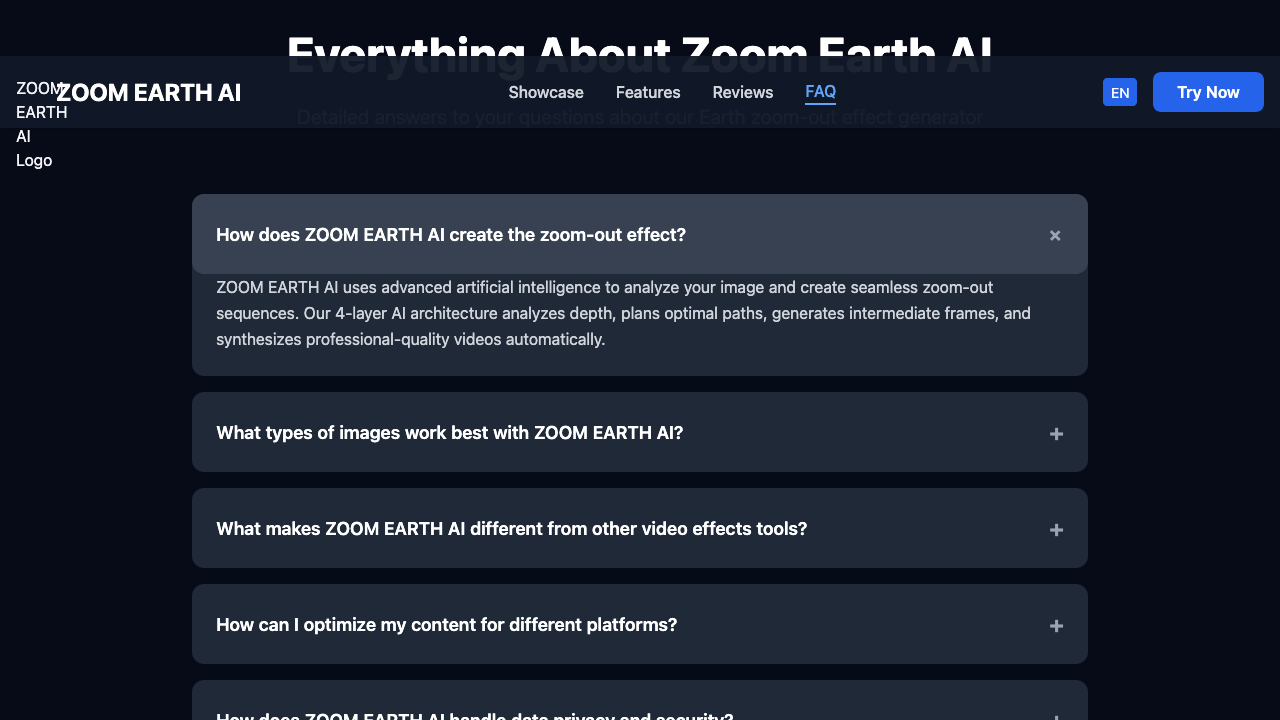 Everything About Zoom Earth AI
ZOOM
EARTH
AI
Logo
ZOOM EARTH AI
Showcase
Features
Reviews
FAQ
EN
Try Now
Detailed answers to your questions about our Earth zoom-out effect generator
How does ZOOM EARTH AI create the zoom-out effect?
ZOOM EARTH AI uses advanced artificial intelligence to analyze your image and create seamless zoom-out
sequences. Our 4-layer AI architecture analyzes depth, plans optimal paths, generates intermediate frames, and
synthesizes professional-quality videos automatically.
What types of images work best with ZOOM EARTH AI?
What makes ZOOM EARTH AI different from other video effects tools?
How can I optimize my content for different platforms?
How does ZOOM EARTH AI handle data privacy and security?